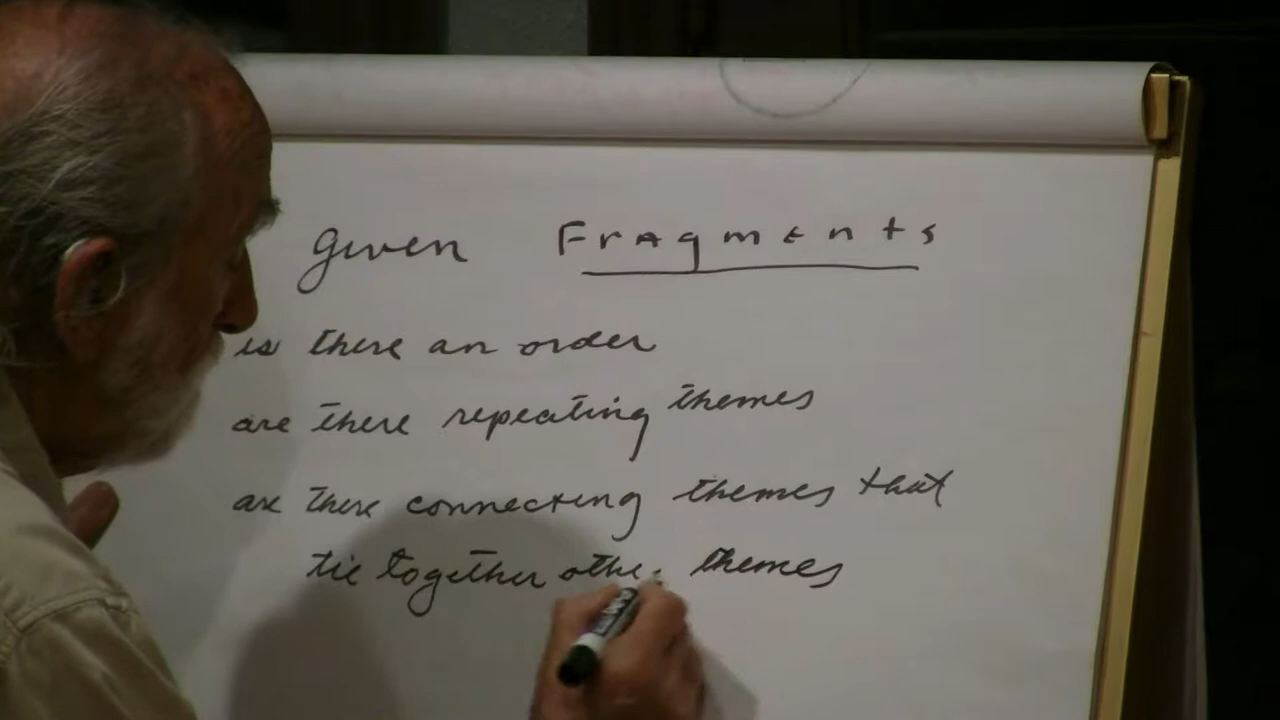 given Fragments
is there an order
are there repeating themes
are there connecting themes that
tie together other themes